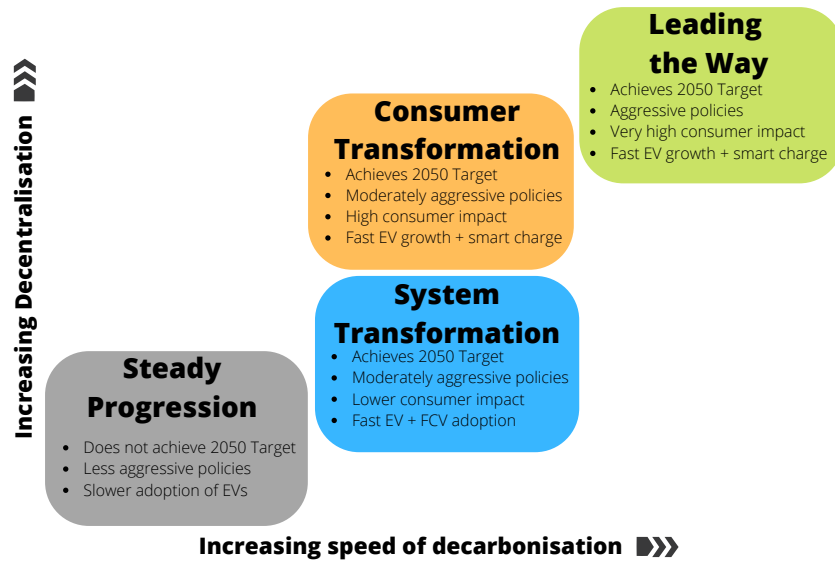 Leading
the Way
• Achieves 2050 Target
• Aggressive policies
• Very high consumer impact
• Fast EV growth + smart charge
Consumer
Transformation
• Achieves 2050 Target
• Moderately aggressive policies
• High consumer impact
• Fast EV growth + smart charge
System
Transformation
• Achieves 2050 Target
• Moderately aggressive policies
• Lower consumer impact
• Fast EV + FCV adoption
Steady
Progression
• Does not achieve 2050 Target
• Less aggressive policies
• Slower adoption of EVs
Increasing Decentralisation
Increasing speed of decarbonisation